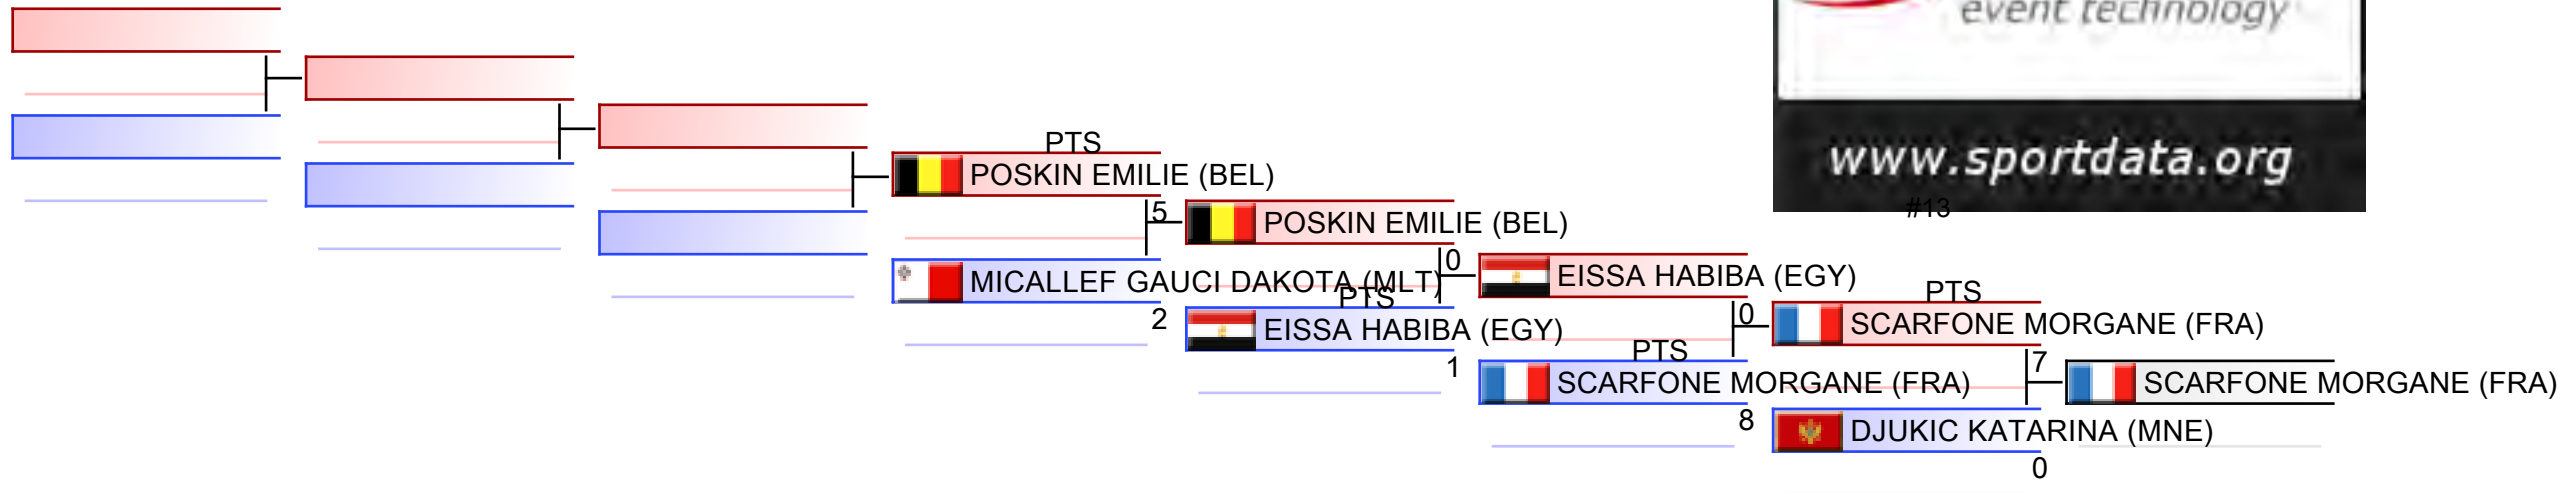 event technology
www.sportdata.org
#13
PTS
POSKIN EMILIE (BEL)
5
POSKIN EMILIE (BEL)
MICALLEF GAUCI DAKOTA (MLT)
2
0
EISSA HABIBA (EGY)
PTS
EISSA HABIBA (EGY)
1
0
PTS
SCARFONE MORGANE (FRA)
PTS
SCARFONE MORGANE (FRA)
8
7
SCARFONE MORGANE (FRA)
DJUKIC KATARINA (MNE)
0